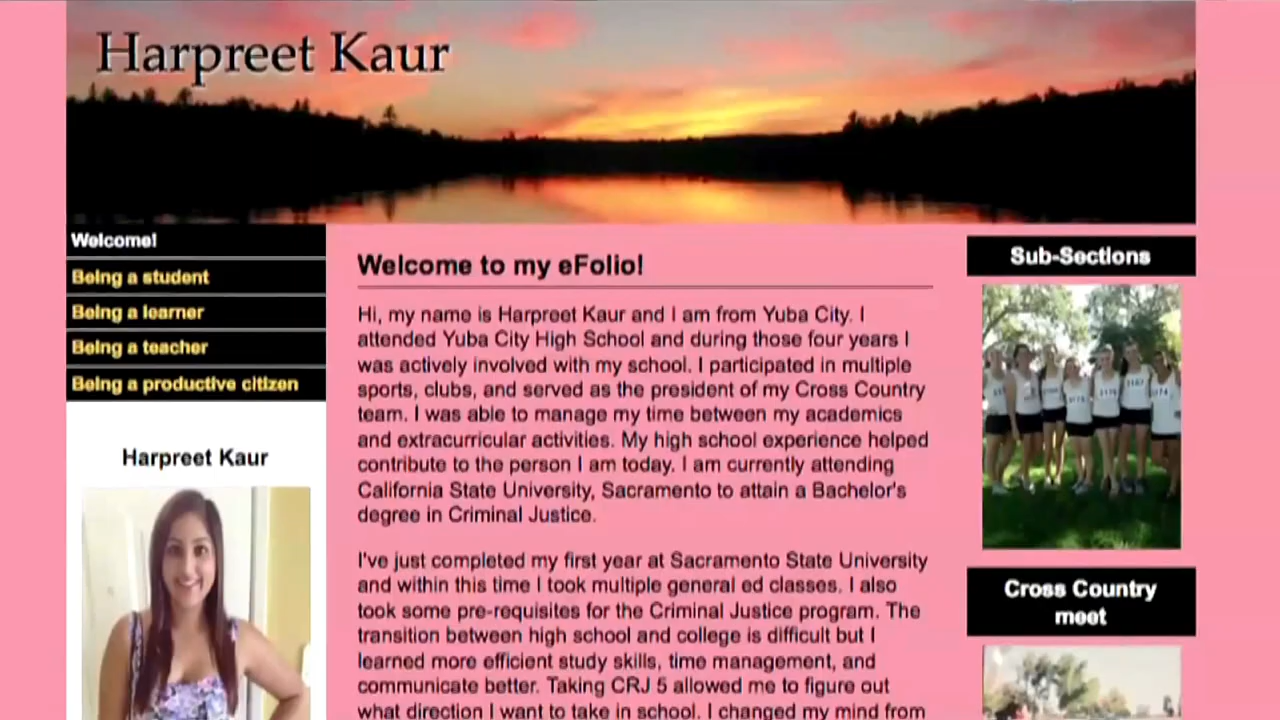 Harpreet Kaur
Welcome!
Being a student
Being a learner
Being a teacher
Being a productive citizen
Harpreet Kaur
Welcome to my eFolio!
Hi, my name is Harpreet Kaur and I am from Yuba City. I
attended Yuba City High School and during those four years I
was actively involved with my school. I participated in multiple
sports, clubs, and served as the president of my Cross Country
team. I was able to manage my time between my academics
and extracurricular activities. My high school experience helped
contribute to the person I am today. I am currently attending
California State University, Sacramento to attain a Bachelor's
degree in Criminal Justice.
I've just completed my first year at Sacramento State University
and within this time I took multiple general ed classes. I also
took some pre-requisites for the Criminal Justice program. The
transition between high school and college is difficult but I
learned more efficient study skills, time management, and
communicate better. Taking CRJ 5 allowed me to figure out
what direction I want to take in school. I changed my mind from
Sub-Sections
Cross Country
meet